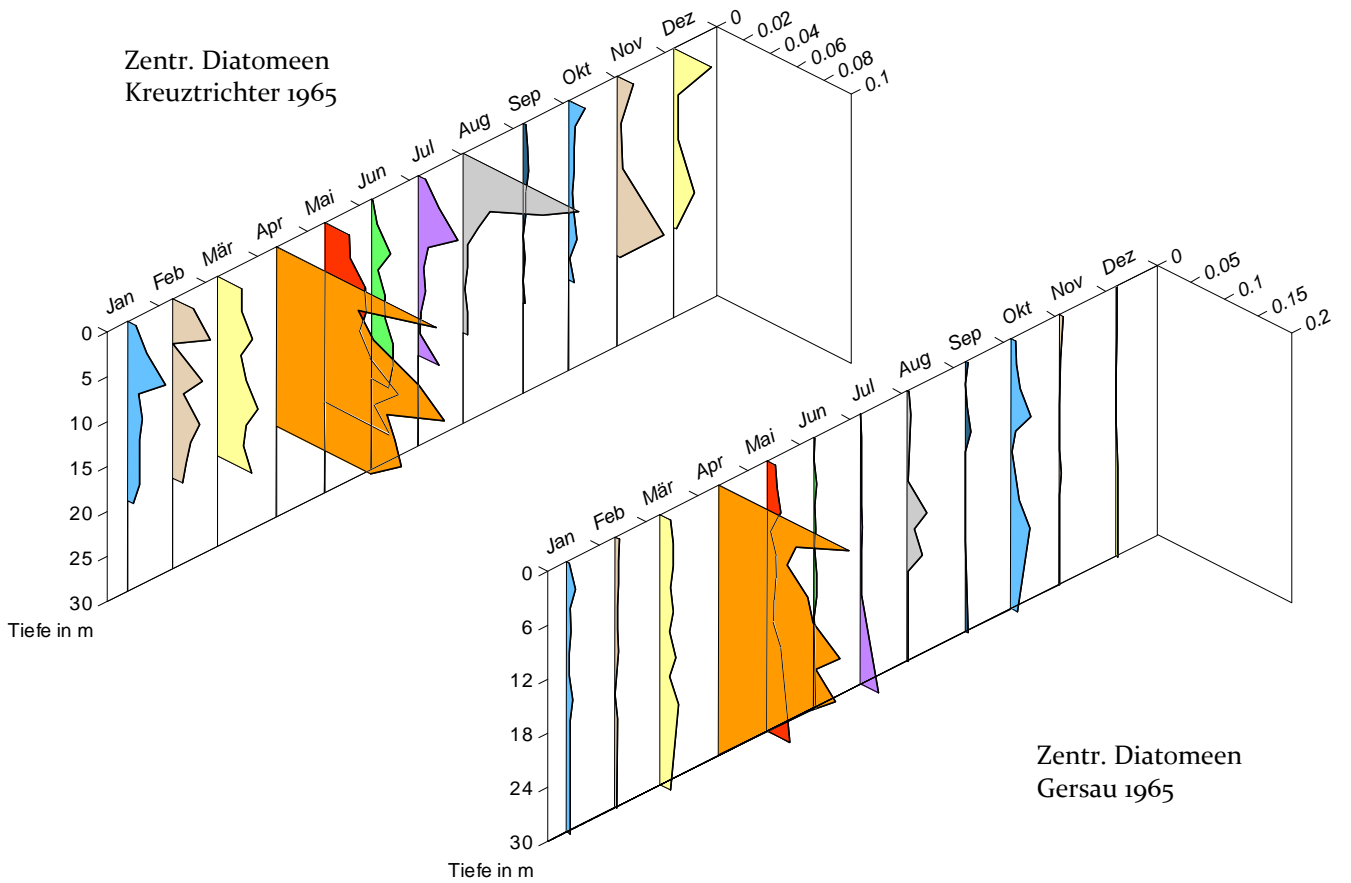 Zentr. Diatomeen
Kreuztrichter 1965
Jan
Feb
Mär
Apr
Mai
Jun
Jul
Aug
Sep
Okt
Nov
Dez
0
0.02
0.04
0.06
0.08
0.1
0
5
10
15
20
25
30
Tiefe in m
Jan
Feb
Mär
Apr
Mai
Jun
Jul
Aug
Sep
Okt
Nov
Dez
0
0.05
0.1
0.15
0.2
0
6
12
18
24
30
Tiefe in m
Zentr. Diatomeen
Gersau 1965